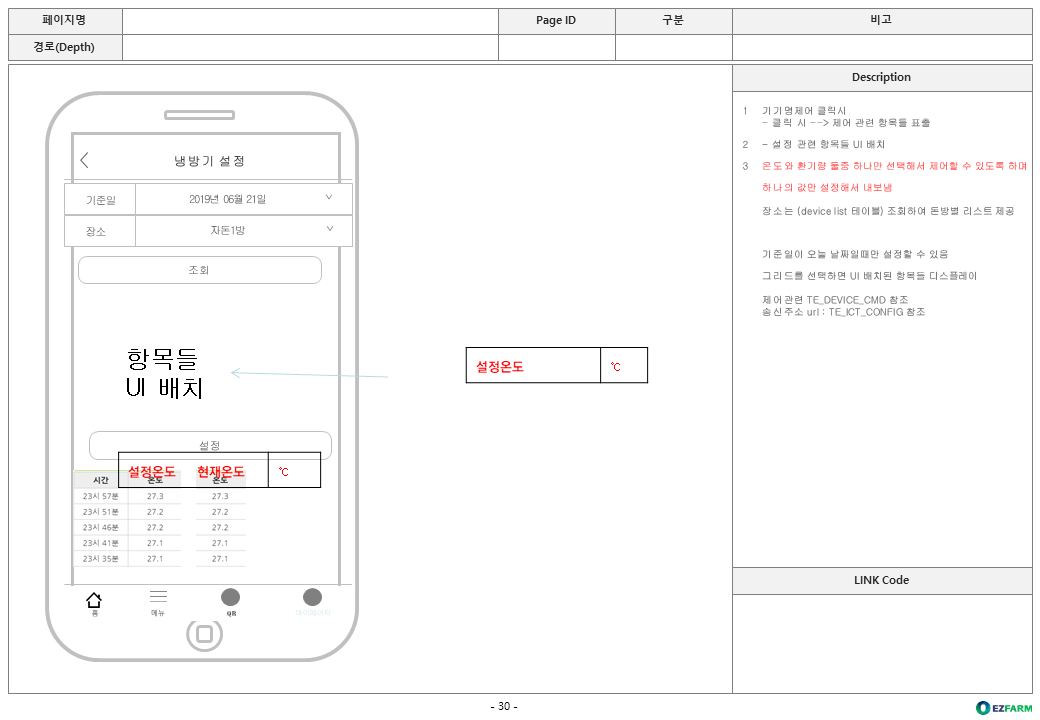 페이지명 Page ID 구분 비고
경로(Depth)
Description
1 기기명제어 클릭시
- 클릭 시 --> 제어 관련 항목들 표출
2 - 설정 관련 항목들 UI 배치
3 온도와 환기량 둘중 하나만 선택해서 제어할 수 있도록 하며
하나의 값만 설정해서 내보냄
장소는 (device list 테이블) 조회하여 돈방별 리스트 제공
기준일이 오늘 날짜일때만 설정할 수 있음
그리드를 선택하면 UI 배치된 항목들 디스플레이
제어관련 TE_DEVICE_CMD 참조
송신주소 url : TE_ICT_CONFIG 참조
LINK Code
냉방기 설정
기준일 2019년 06월 21일
장소 자돈1방
조회
항목들
UI 배치
설정온도 ℃
설정
설정온도 현재온도 ℃
시간 온도 온도
23시 57분 27.3 27.3
23시 51분 27.2 27.2
23시 46분 27.2 27.2
23시 41분 27.1 27.1
23시 35분 27.1 27.1
홈 메뉴 QR 마이페이지
- 30 -
EZFARM